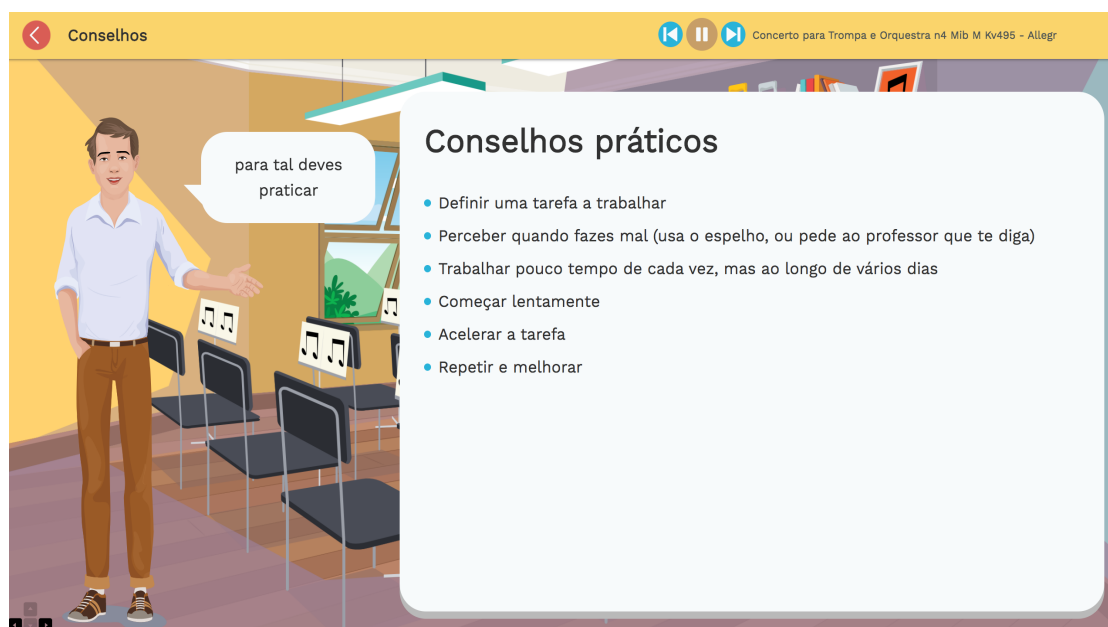 Conselhos
Concerto para Trompa e Orquestra n4 Mib M Kv495 - Allegr
para tal deves
praticar
Conselhos práticos
Definir uma tarefa a trabalhar
Perceber quando fazes mal (usa o espelho, ou pede ao professor que te diga)
Trabalhar pouco tempo de cada vez, mas ao longo de vários dias
Começar lentamente
Acelerar a tarefa
Repetir e melhorar